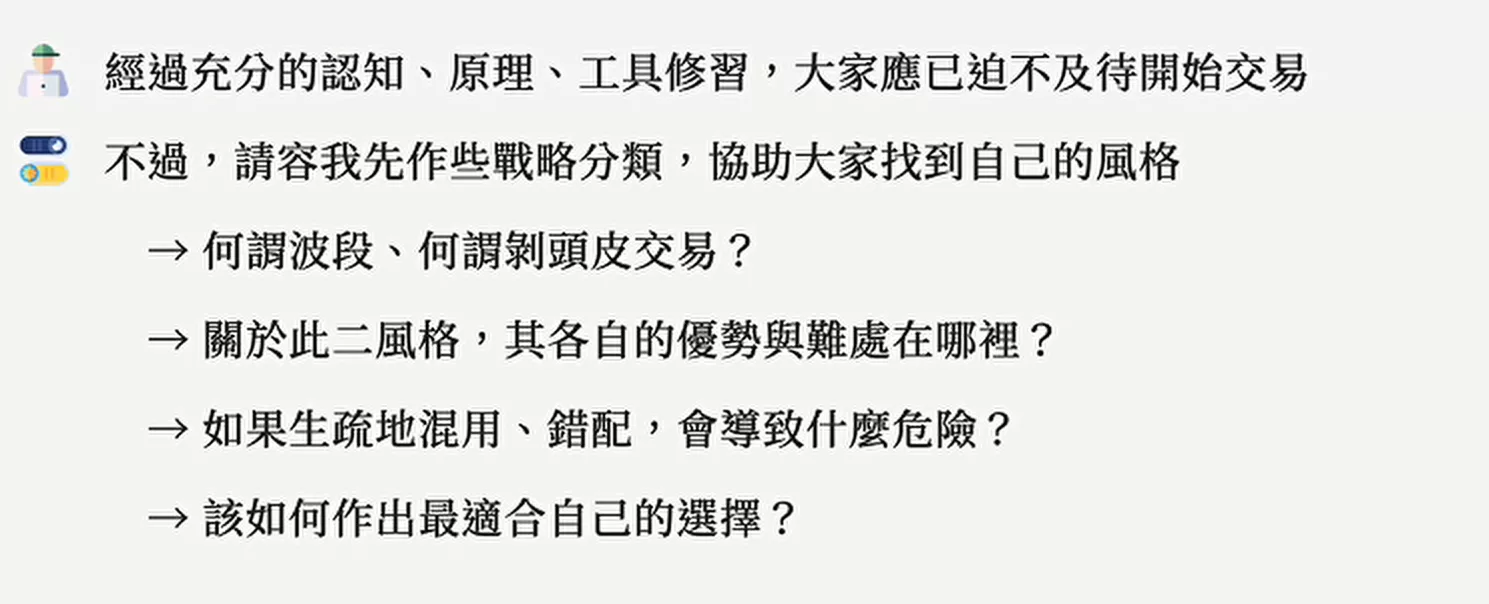 經過充分的認知、原理、工具修習，大家應已迫不及待開始交易
不過，請容我先作些戰略分類，協助大家找到自己的風格
→ 何謂波段、何謂剝頭皮交易？
→ 關於此二風格，其各自的優勢與難處在哪裡？
→ 如果生疏地混用、錯配，會導致什麼危險？
→ 該如何作出最適合自己的選擇？